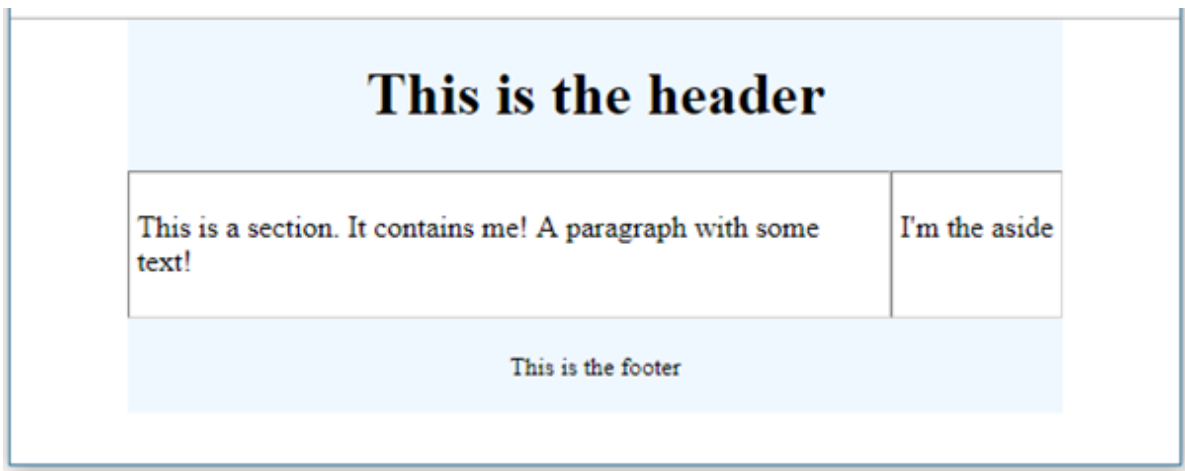 This is the header
This is a section. It contains me! A paragraph with some
text!
I'm the aside
This is the footer